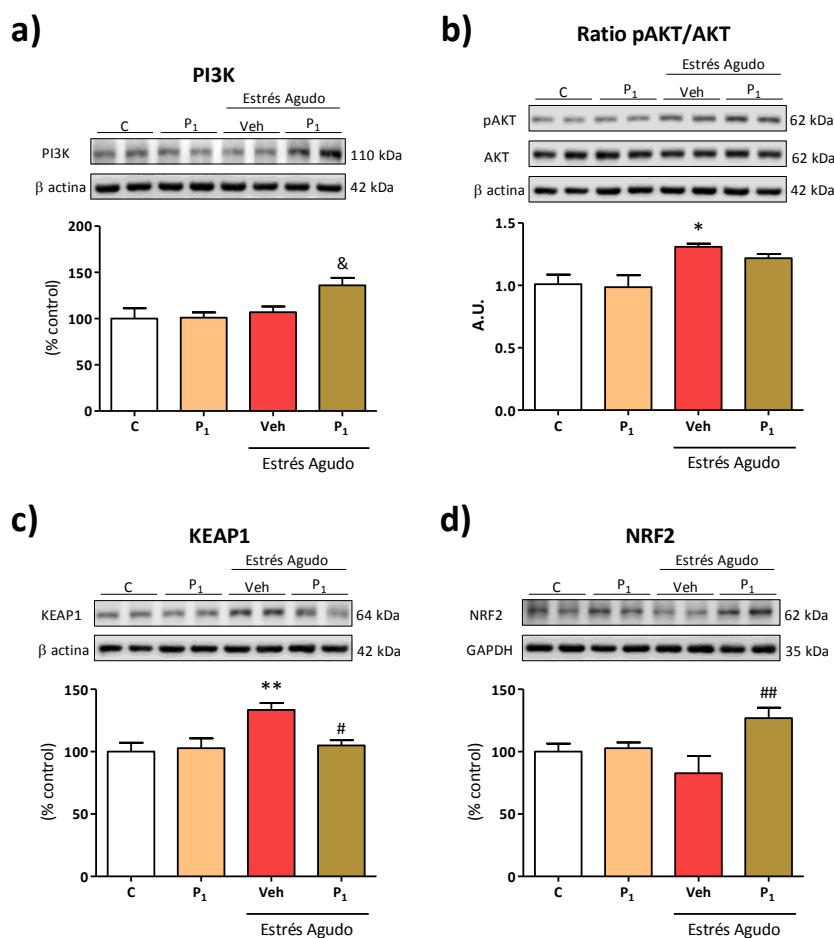 a)
PI3K
Estrés Agudo
C P₁ Veh P₁
PI3K 110 kDa
β actina 42 kDa
200
150
100
50
0
(% control)
&
C P₁ Veh P₁
Estrés Agudo
b)
Ratio pAKT/AKT
Estrés Agudo
C P₁ Veh P₁
pAKT 62 kDa
AKT 62 kDa
β actina 42 kDa
1.5
1.0
0.5
0.0
A.U.
*
C P₁ Veh P₁
Estrés Agudo
c)
KEAP1
Estrés Agudo
C P₁ Veh P₁
KEAP1 64 kDa
β actina 42 kDa
150
100
50
0
(% control)
**
#
C P₁ Veh P₁
Estrés Agudo
d)
NRF2
Estrés Agudo
C P₁ Veh P₁
NRF2 62 kDa
GAPDH 35 kDa
150
100
50
0
(% control)
##
C P₁ Veh P₁
Estrés Agudo